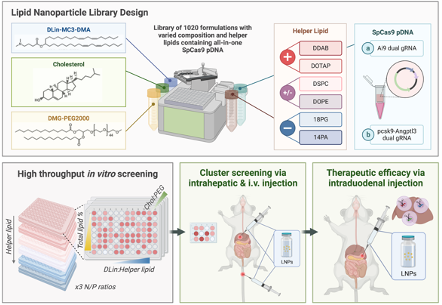 Lipid Nanoparticle Library Design
DLin-MC3-DMA
Cholesterol
DMG-PEG2000
Library of 1020 formulations with
varied composition and helper
lipids containing all-in-one
SpCas9 pDNA
Helper Lipid
+
DDAB
DOTAP
+/-
DSPC
DOPE
−
18PG
14PA
SpCas9 pDNA
a
Ai9 dual gRNA
b
pcsk9-Angptl3
dual gRNA
High throughput in vitro screening
Helper lipid
Total lipid %
Chol:PEG
DLin:Helper lipid
x3 N/P ratios
Cluster screening via
intrahepatic & i.v. injection
LNPs
Therapeutic efficacy via
intraduodenal injection
LNPs